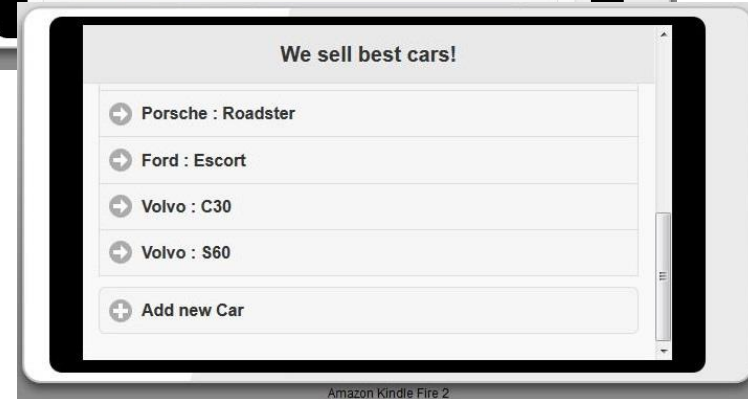 We sell best cars!
Porsche : Roadster
Ford : Escort
Volvo : C30
Volvo : S60
Add new Car
Amazon Kindle Fire 2